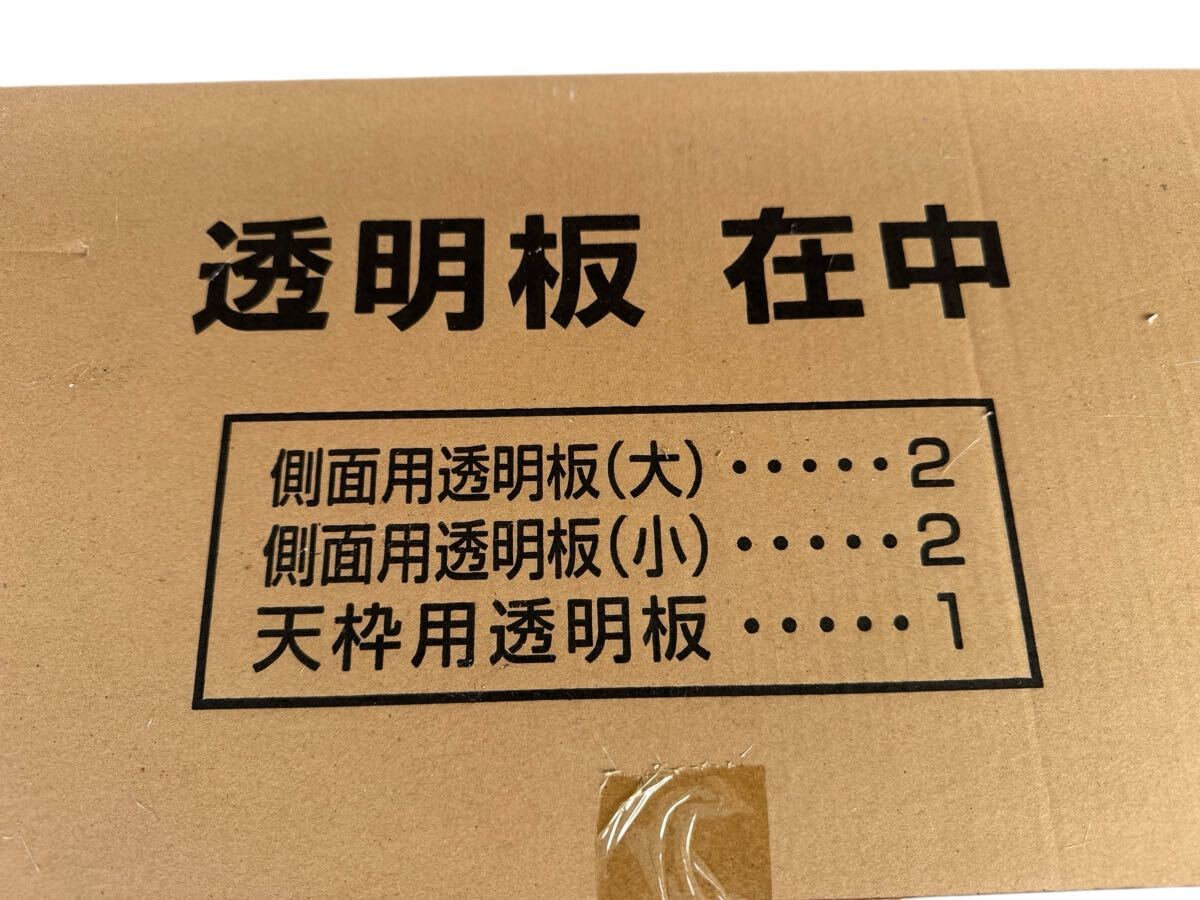 透明板 在中
側面用透明板(大)・・・・・2
側面用透明板(小)・・・・・2
天枠用透明板・・・・・1